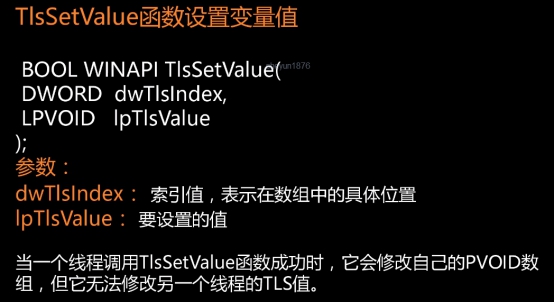 TlsSetValue函数设置变量值
BOOL WINAPI TlsSetValue(
DWORD dwTlsIndex,
LPVOID lpTlsValue
);
参数：
dwTlsIndex： 索引值，表示在数组中的具体位置
lpTlsValue： 要设置的值
当一个线程调用TlsSetValue函数成功时，它会修改自己的PVOID数
组，但它无法修改另一个线程的TLS值。